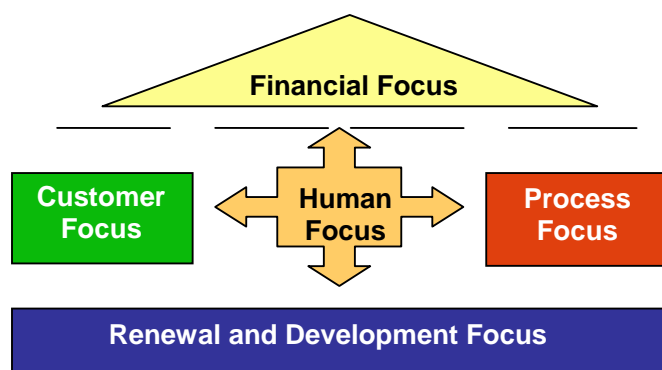 Financial Focus
Customer
Focus
Human
Focus
Process
Focus
Renewal and Development Focus